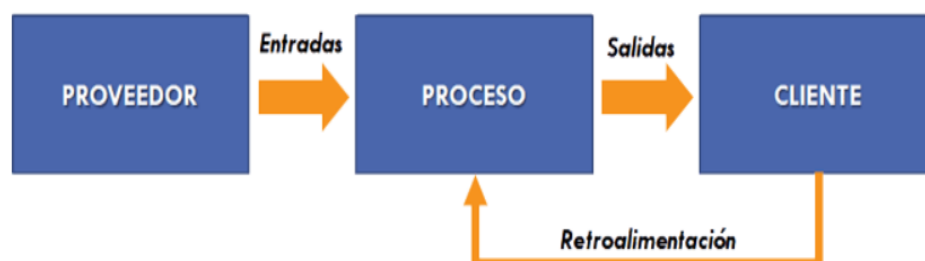 Entradas
Salidas
PROVEEDOR
PROCESO
CLIENTE
Retroalimentación